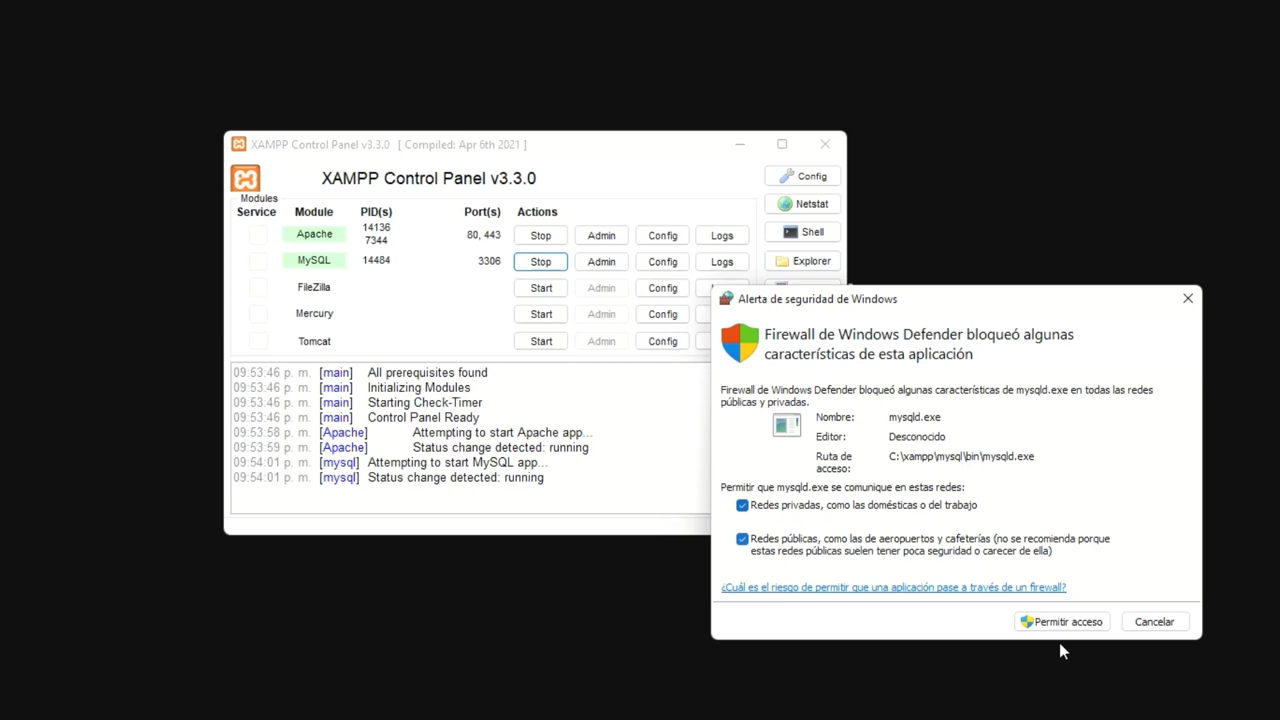 XAMPP Control Panel v3.3.0 [ Compiled: Apr 6th 2021 ]
XAMPP Control Panel v3.3.0
Config
Modules
Service Module PID(s) Port(s) Actions
Netstat
Apache 14136 7344 80, 443 Stop Admin Config Logs
Shell
MySQL 14484 3306 Stop Admin Config Logs
Explorer
FileZilla Start Admin Config
Mercury Start Admin Config
Tomcat Start Admin Config
09:53:46 p. m. [main] All prerequisites found
09:53:46 p. m. [main] Initializing Modules
09:53:46 p. m. [main] Starting Check-Timer
09:53:46 p. m. [main] Control Panel Ready
09:53:58 p. m. [Apache] Attempting to start Apache app...
09:53:59 p. m. [Apache] Status change detected: running
09:54:01 p. m. [mysql] Attempting to start MySQL app...
09:54:01 p. m. [mysql] Status change detected: running
Alerta de seguridad de Windows
Firewall de Windows Defender bloqueó algunas
características de esta aplicación
Firewall de Windows Defender bloqueó algunas características de mysqld.exe en todas las redes
públicas y privadas.
Nombre: mysqld.exe
Editor: Desconocido
Ruta de C:\xampp\mysql\bin\mysqld.exe
acceso:
Permitir que mysqld.exe se comunique en estas redes:
Redes privadas, como las domésticas o del trabajo
Redes públicas, como las de aeropuertos y cafeterías (no se recomienda porque
estas redes públicas suelen tener poca seguridad o carecer de ella)
¿Cuál es el riesgo de permitir que una aplicación pase a través de un firewall?
Permitir acceso Cancelar